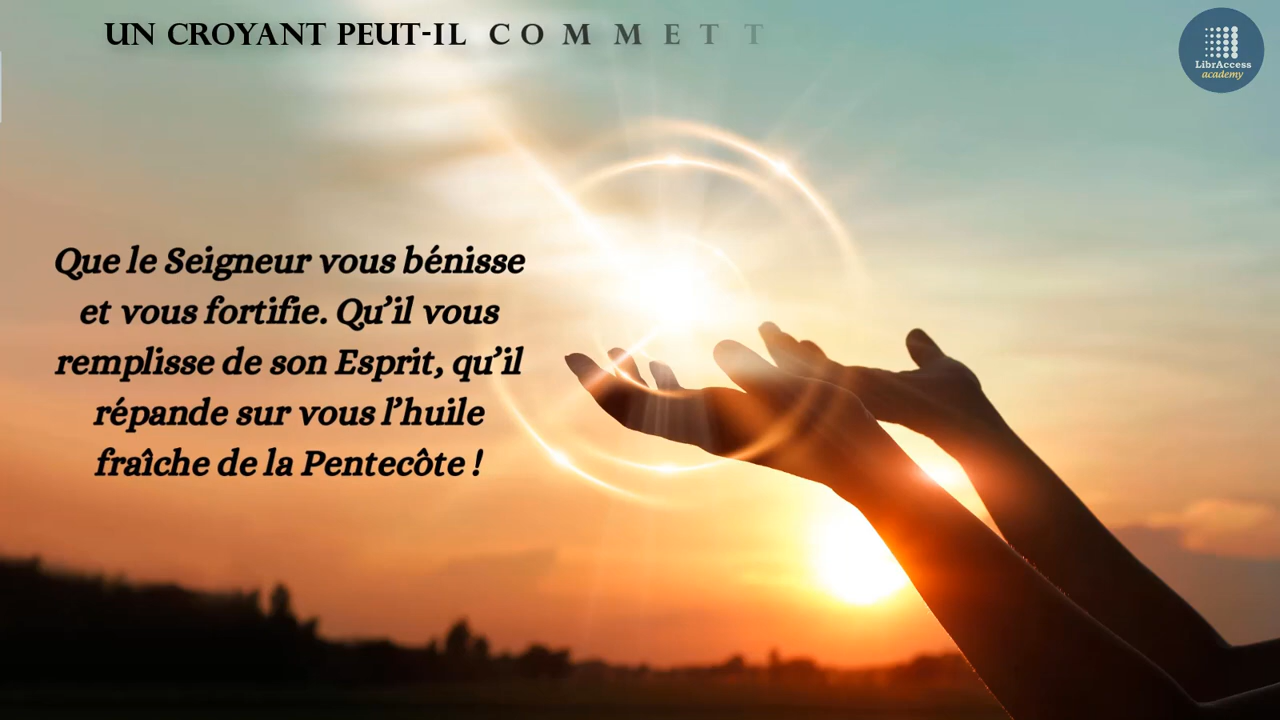 UN CROYANT PEUT-IL COMMETT
LibrAccess
academy
Que le Seigneur vous bénisse
et vous fortifie. Qu’il vous
remplisse de son Esprit, qu’il
répande sur vous l’huile
fraîche de la Pentecôte !